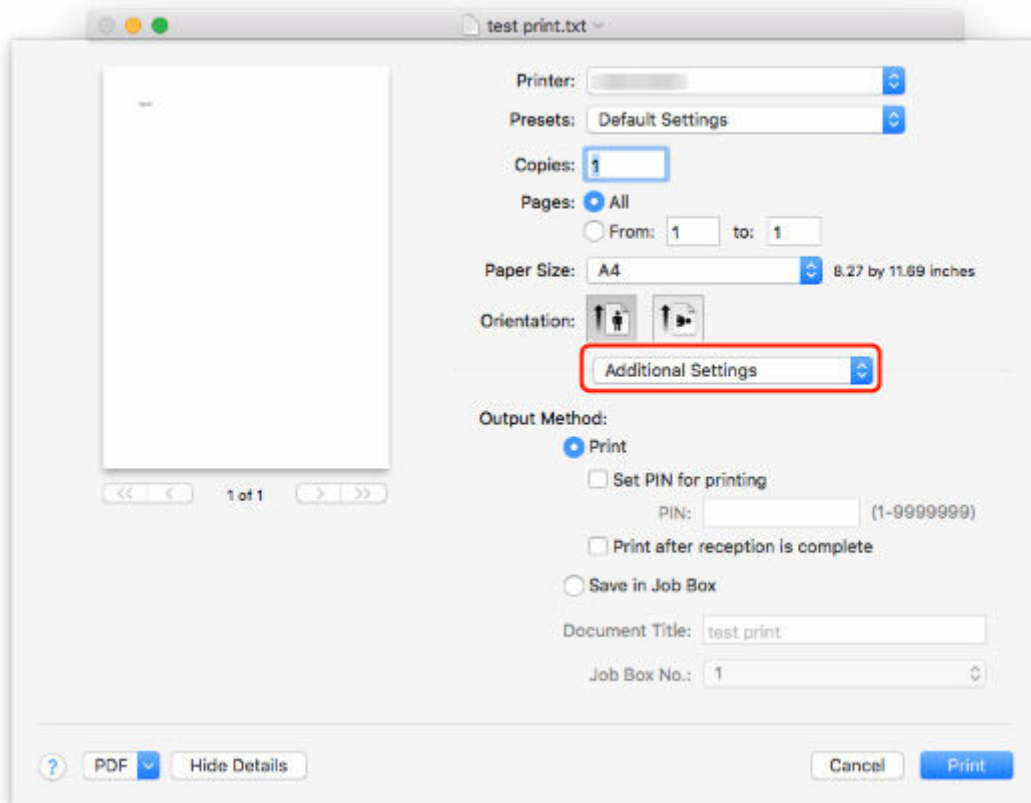 test print.txt
Printer:
Presets: Default Settings
Copies: 1
Pages: All
From: 1 to: 1
Paper Size: A4 8.27 by 11.69 inches
Orientation:
Additional Settings
Output Method:
Print
Set PIN for printing
PIN: (1-9999999)
Print after reception is complete
Save in Job Box
Document Title: test print
Job Box No.: 1
<< < 1 of 1 > >>
? PDF Hide Details Cancel Print